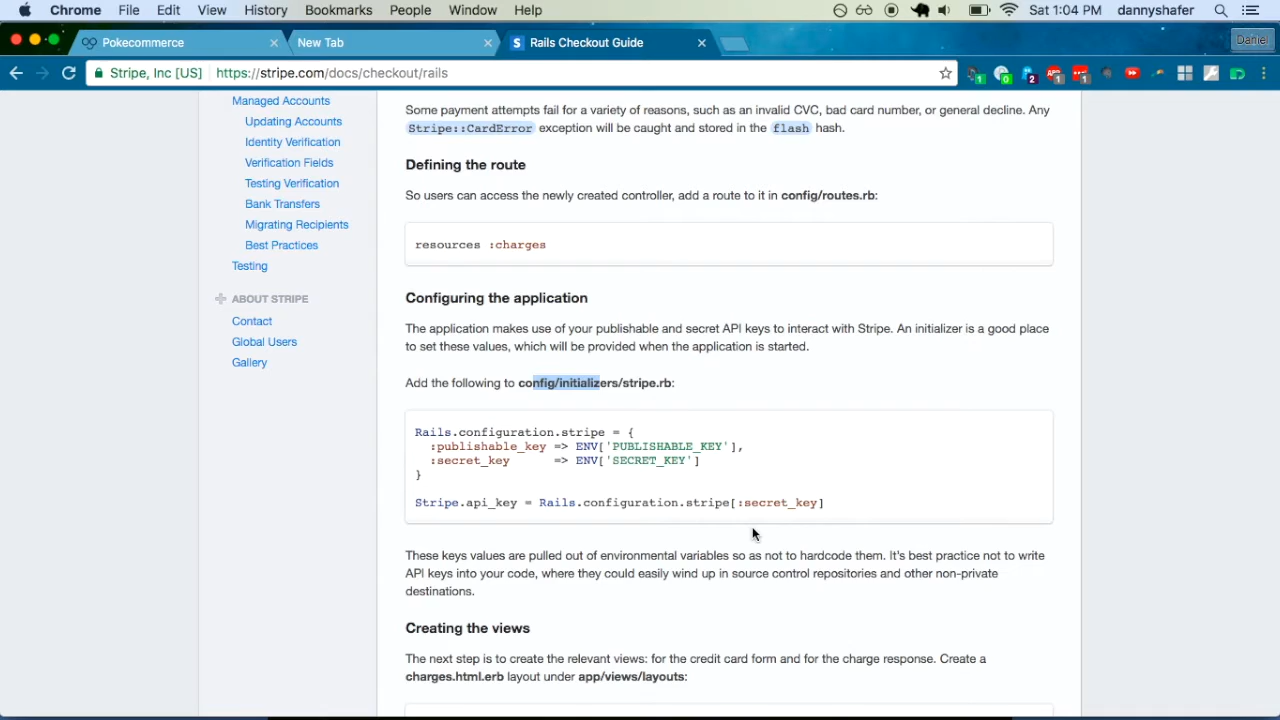 Chrome File Edit View History Bookmarks People Window Help Sat 1:04 PM dannyshafer
Pokecommerce New Tab Rails Checkout Guide Daniel
Stripe, Inc [US] https://stripe.com/docs/checkout/rails
Managed Accounts
Updating Accounts
Identity Verification
Verification Fields
Testing Verification
Bank Transfers
Migrating Recipients
Best Practices
Testing
ABOUT STRIPE
Contact
Global Users
Gallery
Some payment attempts fail for a variety of reasons, such as an invalid CVC, bad card number, or general decline. Any
Stripe::CardError exception will be caught and stored in the flash hash.
Defining the route
So users can access the newly created controller, add a route to it in config/routes.rb:
resources :charges
Configuring the application
The application makes use of your publishable and secret API keys to interact with Stripe. An initializer is a good place
to set these values, which will be provided when the application is started.
Add the following to config/initializers/stripe.rb:
Rails.configuration.stripe = {
:publishable_key => ENV['PUBLISHABLE_KEY'],
:secret_key => ENV['SECRET_KEY']
}
Stripe.api_key = Rails.configuration.stripe[:secret_key]
These keys values are pulled out of environmental variables so as not to hardcode them. It's best practice not to write
API keys into your code, where they could easily wind up in source control repositories and other non-private
destinations.
Creating the views
The next step is to create the relevant views: for the credit card form and for the charge response. Create a
charges.html.erb layout under app/views/layouts: